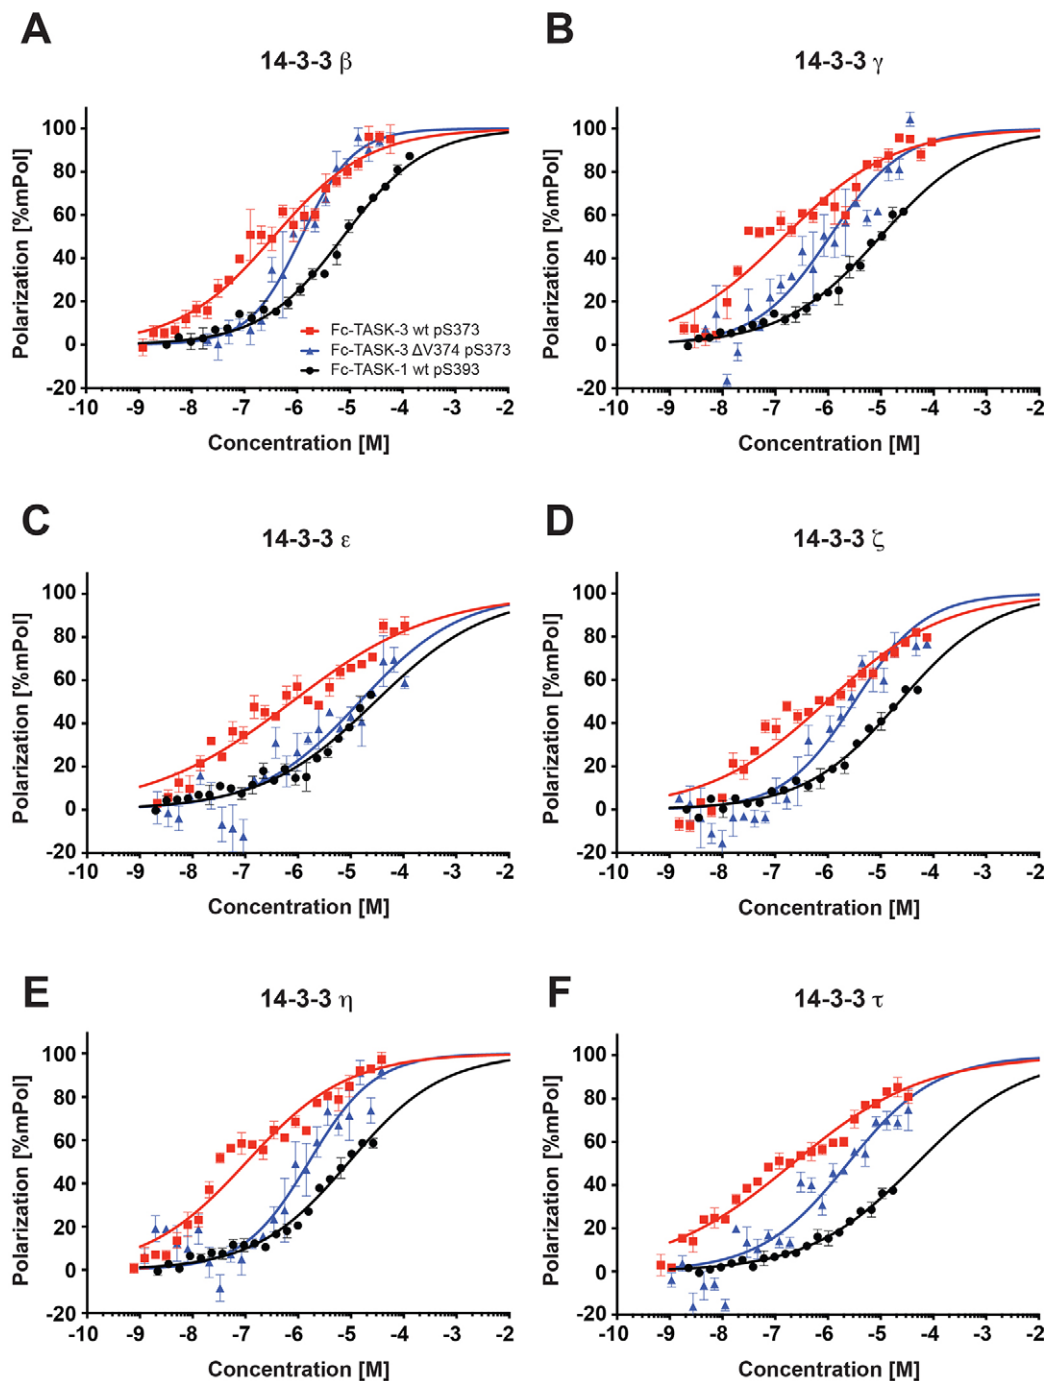 A
14-3-3 β
Polarization [%mPol]
100
80
60
40
20
0
-20
Fc-TASK-3 wt pS373
Fc-TASK-3 ΔV374 pS373
Fc-TASK-1 wt pS393
-10 -9 -8 -7 -6 -5 -4 -3 -2
Concentration [M]
B
14-3-3 γ
Polarization [%mPol]
100
80
60
40
20
0
-20
-10 -9 -8 -7 -6 -5 -4 -3 -2
Concentration [M]
C
14-3-3 ε
Polarization [%mPol]
100
80
60
40
20
0
-20
-10 -9 -8 -7 -6 -5 -4 -3 -2
Concentration [M]
D
14-3-3 ζ
Polarization [%mPol]
100
80
60
40
20
0
-20
-10 -9 -8 -7 -6 -5 -4 -3 -2
Concentration [M]
E
14-3-3 η
Polarization [%mPol]
100
80
60
40
20
0
-20
-10 -9 -8 -7 -6 -5 -4 -3 -2
Concentration [M]
F
14-3-3 τ
Polarization [%mPol]
100
80
60
40
20
0
-20
-10 -9 -8 -7 -6 -5 -4 -3 -2
Concentration [M]